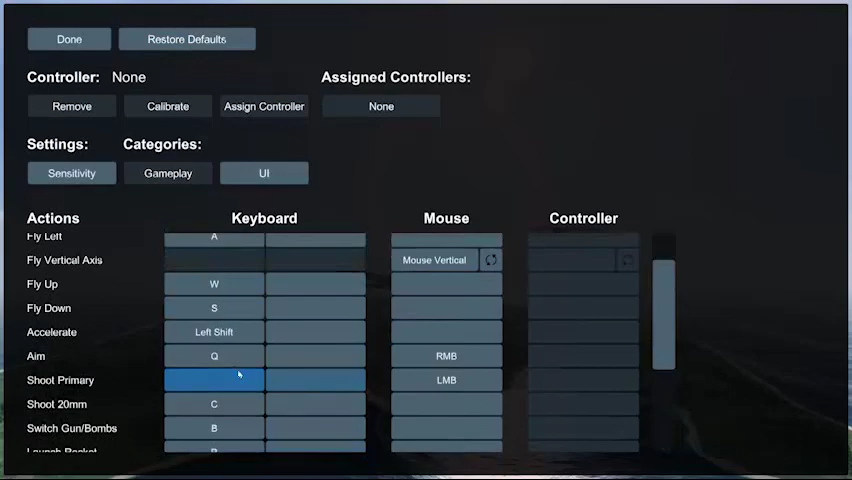 Done Restore Defaults
Controller: None Assigned Controllers:
Remove Calibrate Assign Controller None
Settings: Categories:
Sensitivity Gameplay UI
Actions Keyboard Mouse Controller
Fly Left A
Fly Vertical Axis Mouse Vertical
Fly Up W
Fly Down S
Accelerate Left Shift
Aim Q RMB
Shoot Primary LMB
Shoot 20mm C
Switch Gun/Bombs B
Launch Rocket